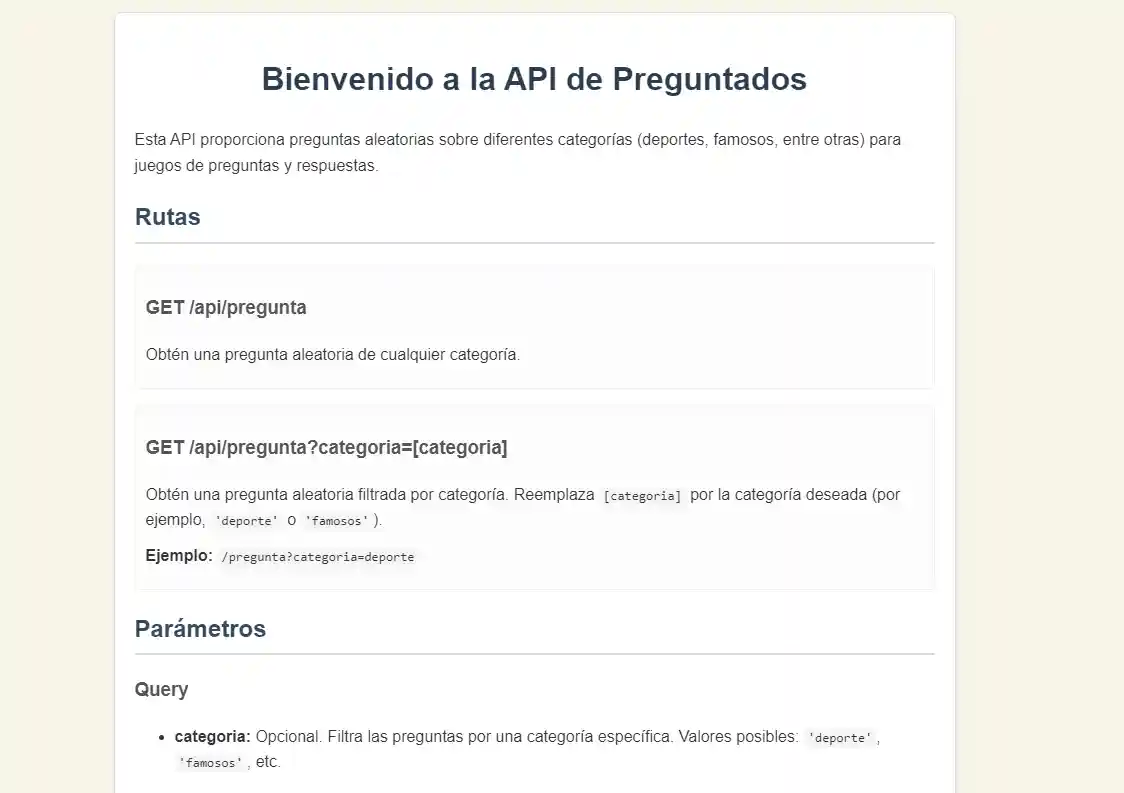 Bienvenido a la API de Preguntados
Esta API proporciona preguntas aleatorias sobre diferentes categorías (deportes, famosos, entre otras) para
juegos de preguntas y respuestas.
Rutas
GET /api/pregunta
Obtén una pregunta aleatoria de cualquier categoría.
GET /api/pregunta?categoria=[categoria]
Obtén una pregunta aleatoria filtrada por categoría. Reemplaza [categoria] por la categoría deseada (por
ejemplo, 'deporte' o 'famosos').
Ejemplo: /pregunta?categoria=deporte
Parámetros
Query
• categoria: Opcional. Filtra las preguntas por una categoría específica. Valores posibles: 'deporte',
'famosos', etc.